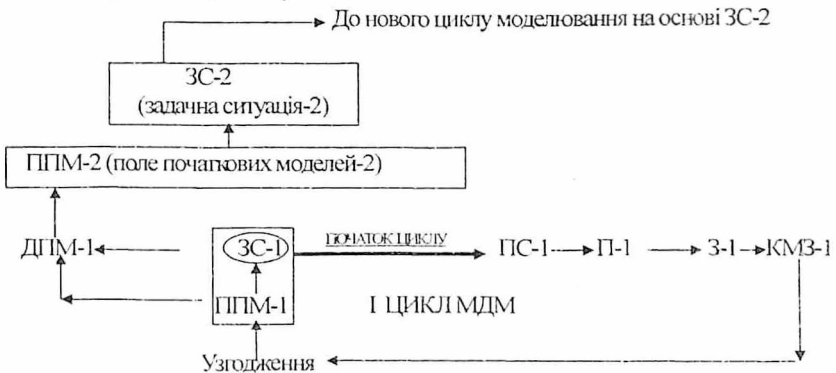 До нового циклу моделювання на основі ЗС-2
ЗС-2
(задачна ситуація-2)
ППМ-2 (поле початкових моделей-2)
ДПМ-1 ЗС-1 ПОЧАТОК ЦИКЛУ ПС-1 П-1 З-1 КМЗ-1
ППМ-1 І ЦИКЛ МДМ
Узгодження